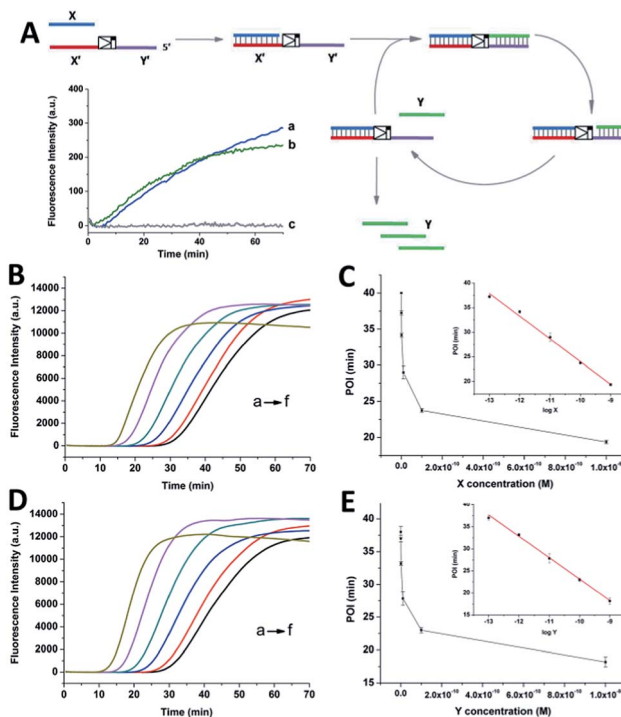 A
X
X' Y' 5'
X' Y'
Y
Y
Fluorescence Intensity (a.u.)
400
300
200
100
0
a
b
c
0 20 40 60
Time (min)
B
Fluorescence Intensity (a.u.)
14000
12000
10000
8000
6000
4000
2000
0
a→f
0 10 20 30 40 50 60 70
Time (min)
C
POI (min)
40
35
30
25
20
0.0 2.0x10⁻¹⁰ 4.0x10⁻¹⁰ 6.0x10⁻¹⁰ 8.0x10⁻¹⁰ 1.0x10⁻⁹
X concentration (M)
POI (min)
40
35
30
25
20
-13 -12 -11 -10 -9
log X
D
Fluorescence Intensity (a.u.)
14000
12000
10000
8000
6000
4000
2000
0
a→f
0 10 20 30 40 50 60 70
Time (min)
E
POI (min)
40
35
30
25
20
15
0.0 2.0x10⁻¹⁰ 4.0x10⁻¹⁰ 6.0x10⁻¹⁰ 8.0x10⁻¹⁰ 1.0x10⁻⁹
Y concentration (M)
POI (min)
40
35
30
25
20
15
-13 -12 -11 -10 -9
log Y